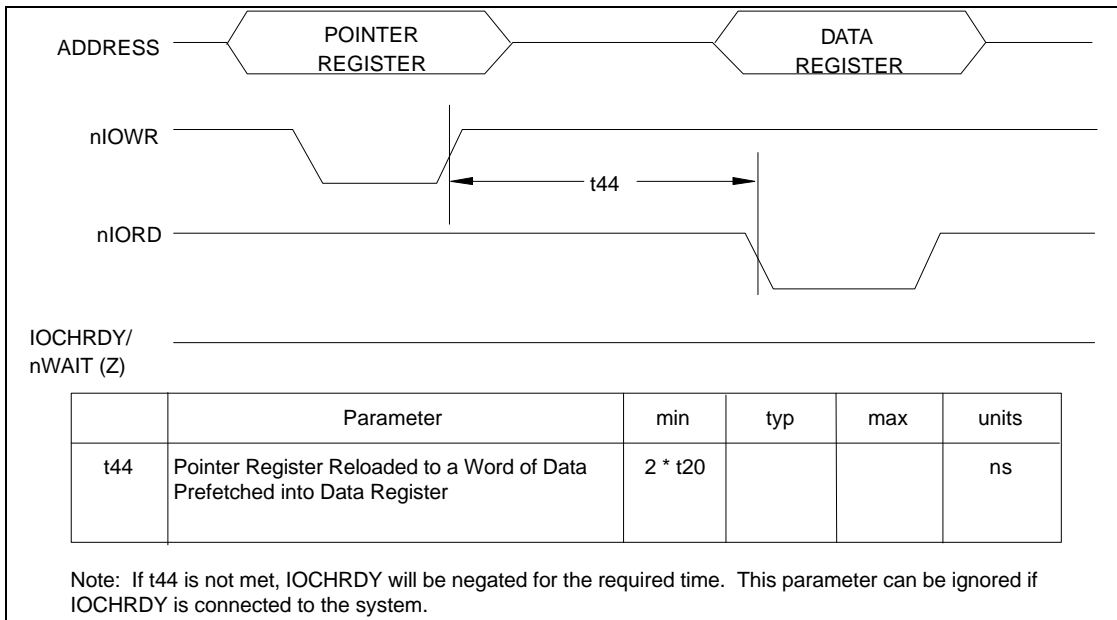 ADDRESS
POINTER
REGISTER
DATA
REGISTER
nIOWR
t44
nIORD
IOCHRDY/
nWAIT (Z)
Parameter min typ max units
t44 Pointer Register Reloaded to a Word of Data 2 * t20 ns
Prefetched into Data Register
Note: If t44 is not met, IOCHRDY will be negated for the required time. This parameter can be ignored if
IOCHRDY is connected to the system.